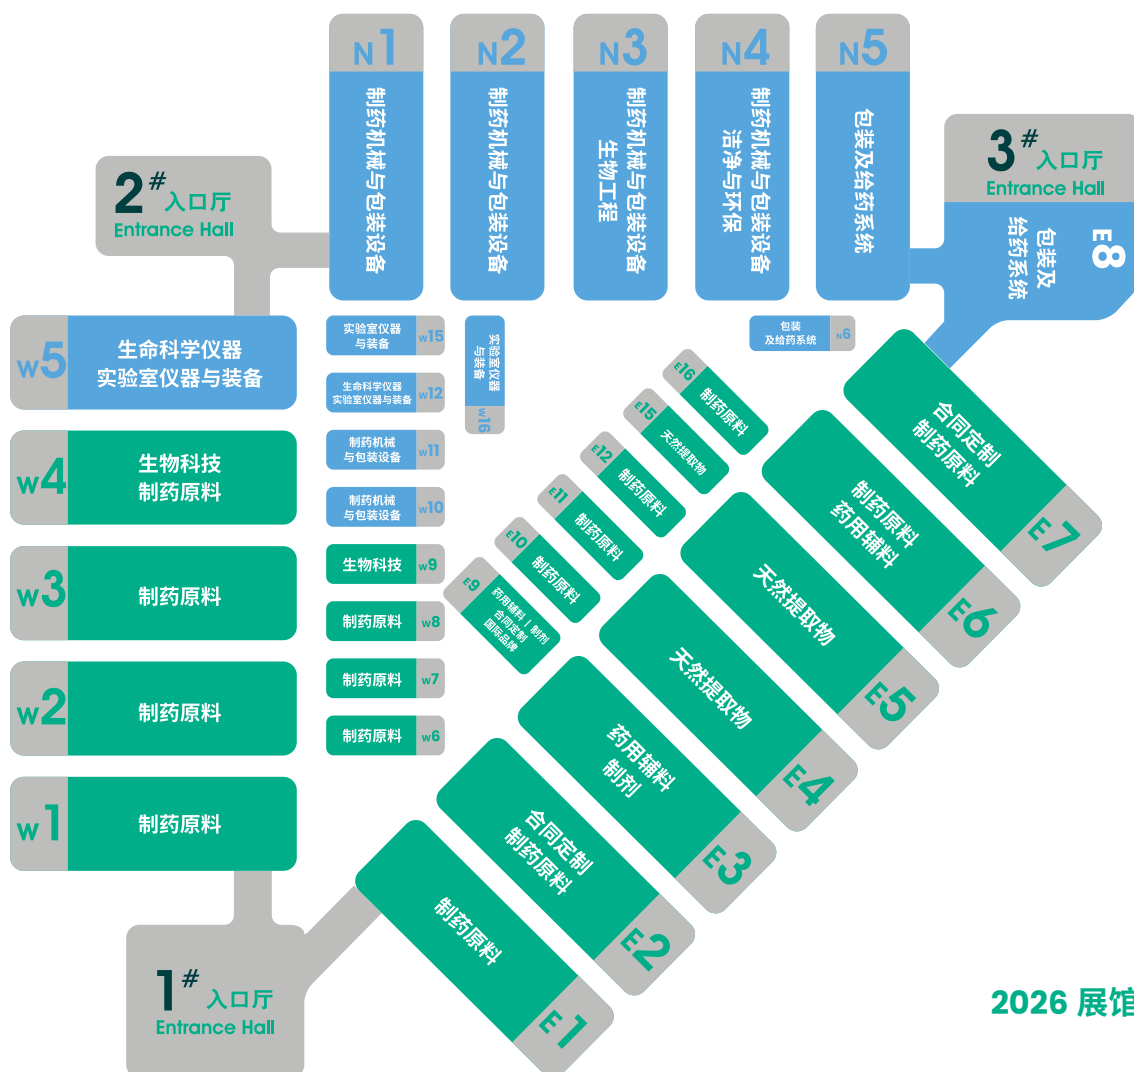 N1
制药机械与包装设备
N2
制药机械与包装设备
N3
制药机械与包装设备
生物工程
N4
制药机械与包装设备
洁净与环保
N5
包装及给药系统
3# 入口厅
Entrance Hall
E8
包装及
给药系统
2# 入口厅
Entrance Hall
W5
生命科学仪器
实验室仪器与装备
W4
生物科技
制药原料
W3
制药原料
W2
制药原料
W1
制药原料
实验室仪器
与装备
W15
生命科学仪器
实验室仪器与装备
W12
制药机械
与包装设备
W11
制药机械
与包装设备
W10
生物科技
W9
制药原料
W8
制药原料
W7
制药原料
W6
实验室仪器
与装备
W16
包装
及给药系统
N6
E16
制药原料
E15
天然提取物
E12
制药原料
E11
制药原料
E10
制药原料
E9
药用辅料 | 制剂
合同定制
国际品牌
合同定制
制药原料
E7
制药原料
药用辅料
E6
天然提取物
E5
天然提取物
E4
药用辅料
制剂
E3
合同定制
制药原料
E2
制药原料
E1
1# 入口厅
Entrance Hall
2026 展馆